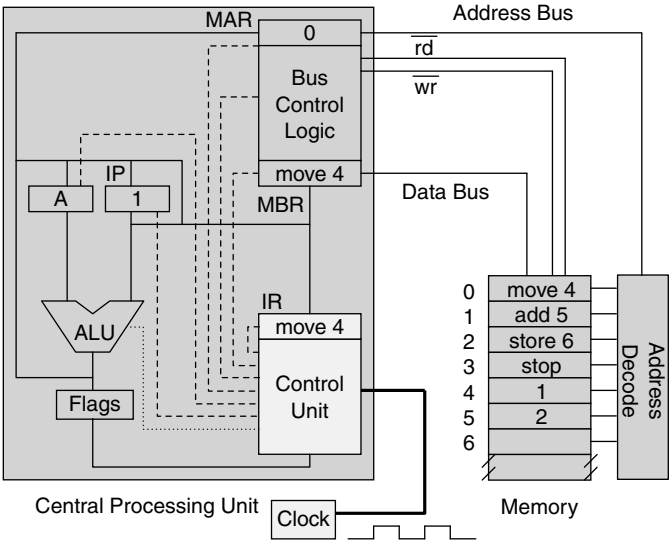 MAR
Address Bus
0
rd
Bus
Control
Logic
wr
move 4
MBR
Data Bus
IP
A
1
ALU
Flags
IR
move 4
Control
Unit
0
move 4
1
add 5
2
store 6
3
stop
4
1
5
2
6
Address
Decode
Central Processing Unit
Clock
Memory